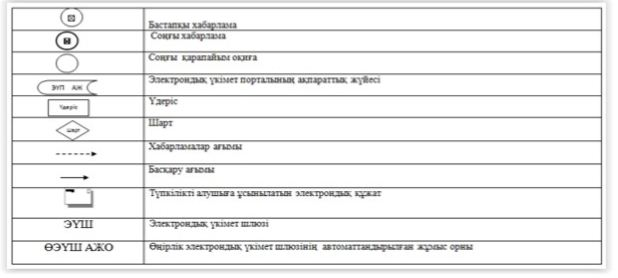 Бастапқы хабарлама
Соңғы хабарлама
Соңғы қарапайым оқиға
ЭҮП АЖ
Электрондық үкімет порталының ақпараттық жүйесі
Үдеріс
Үдеріс
шарт
Шарт
Хабарламалар ағымы
Басқару ағымы
Түпкілікті алушыға ұсынылатын электрондық құжат
ЭҮШ
Электрондық үкімет шлюзі
ӨЭҮШ АЖО
Өңірлік электрондық үкімет шлюзінің автоматтандырылған жұмыс орны